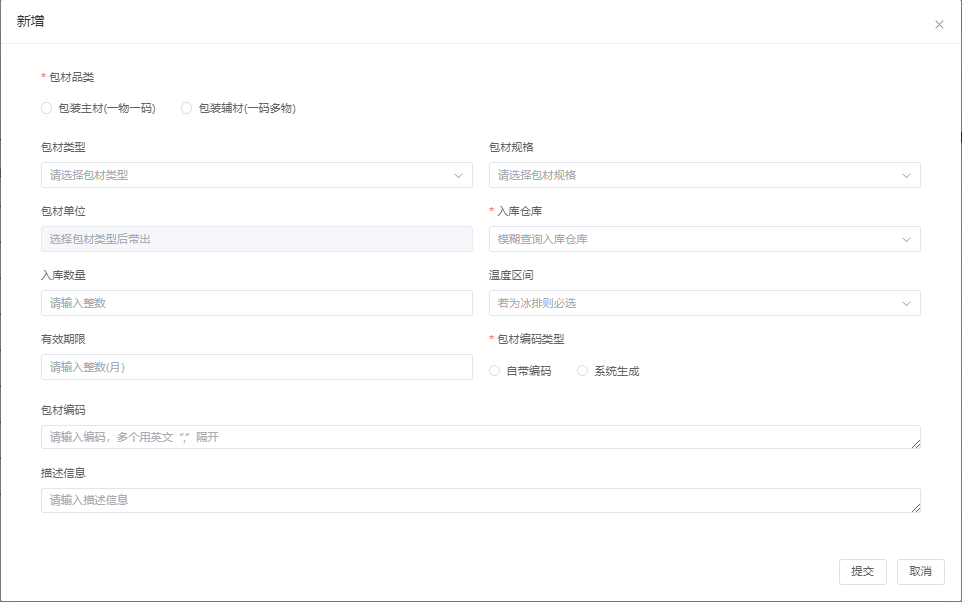 新增
* 包材品类
包装主材(一物一码) 包装辅材(一码多物)
包材类型 包材规格
请选择包材类型 请选择包材规格
包材单位 * 入库仓库
选择包材类型后带出 模糊查询入库仓库
入库数量 温度区间
请输入整数 若为冰排则必选
有效期限 * 包材编码类型
请输入整数(月) 自带编码 系统生成
包材编码
请输入编码，多个用英文 “,” 隔开
描述信息
请输入描述信息
提交 取消